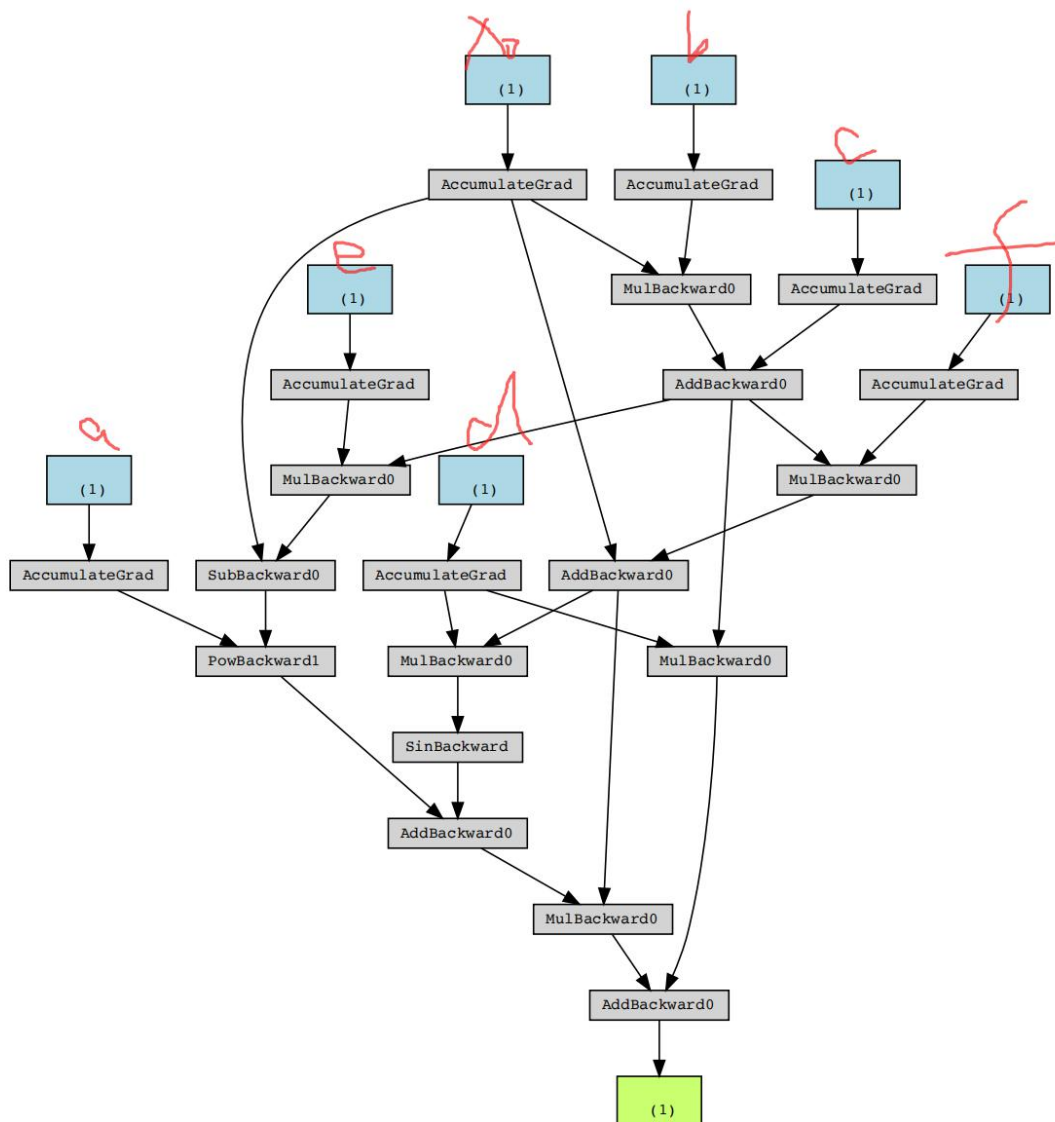 x₀ b
(1) (1)
c
AccumulateGrad AccumulateGrad (1)
f
e
(1) MulBackward0 AccumulateGrad (1)
AccumulateGrad AddBackward0 AccumulateGrad
a d
(1) MulBackward0 (1) MulBackward0
AccumulateGrad SubBackward0 AccumulateGrad AddBackward0
PowBackward1 MulBackward0 MulBackward0
SinBackward
AddBackward0
MulBackward0
AddBackward0
(1)